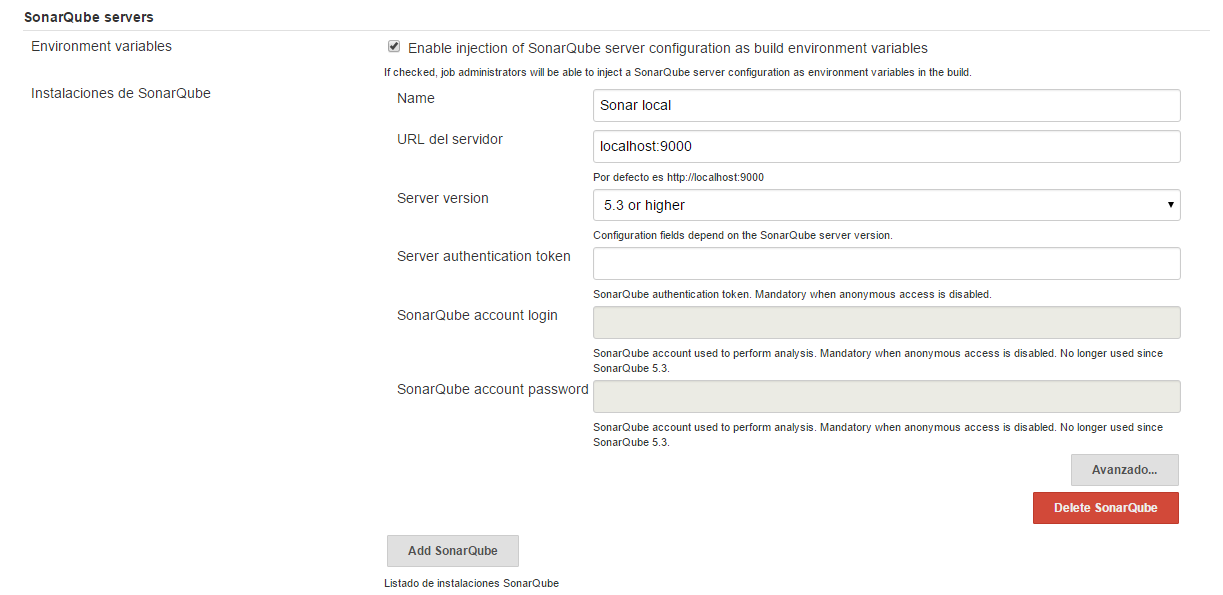 SonarQube servers
Environment variables
Enable injection of SonarQube server configuration as build environment variables
If checked, job administrators will be able to inject a SonarQube server configuration as environment variables in the build.
Instalaciones de SonarQube
Name
Sonar local
URL del servidor
localhost:9000
Por defecto es http://localhost:9000
Server version
5.3 or higher
Configuration fields depend on the SonarQube server version.
Server authentication token
SonarQube authentication token. Mandatory when anonymous access is disabled.
SonarQube account login
SonarQube account used to perform analysis. Mandatory when anonymous access is disabled. No longer used since
SonarQube 5.3.
SonarQube account password
SonarQube account used to perform analysis. Mandatory when anonymous access is disabled. No longer used since
SonarQube 5.3.
Avanzado...
Delete SonarQube
Add SonarQube
Listado de instalaciones SonarQube